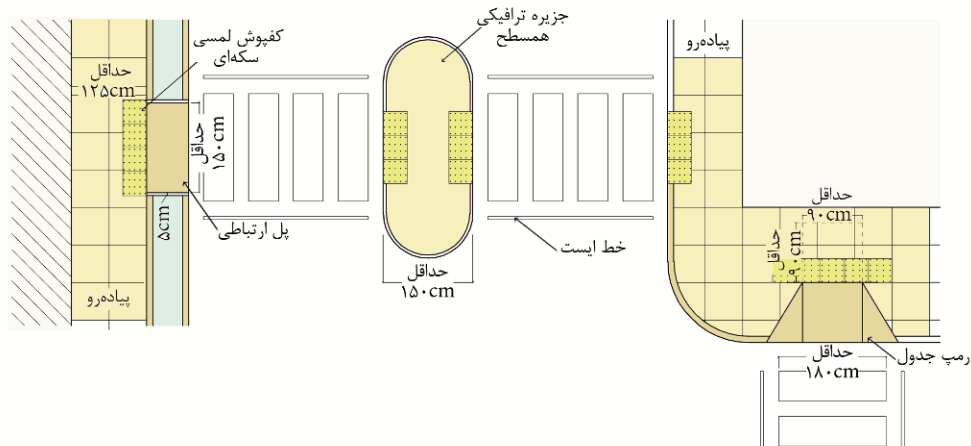 جزیره ترافیکی
همسطح
پیاده‌رو
کفپوش لمسی
سکه‌ای
حداقل
۱۲۵cm
حداقل
۱۵۰cm
۵cm
پل ارتباطی
خط ایست
حداقل
۱۵۰cm
پیاده‌رو
حداقل
۹۰cm
حداقل
۹۰cm
رمپ جدول
حداقل
۱۸۰cm